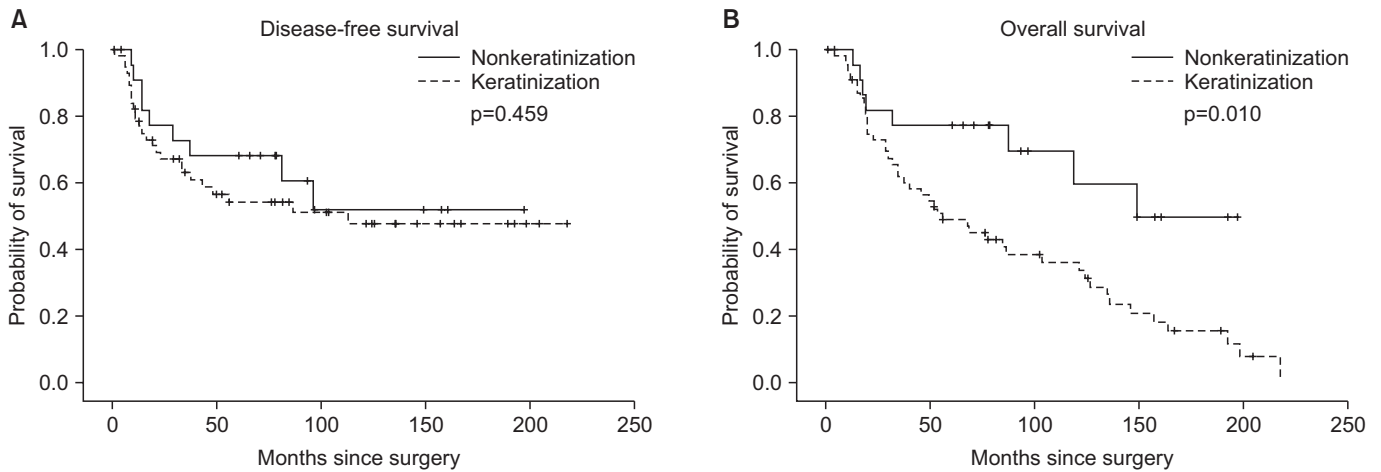 A
Disease-free survival
Nonkeratinization
Keratinization
p=0.459
Probability of survival
1.0
0.8
0.6
0.4
0.2
0.0
0 50 100 150 200 250
Months since surgery
B
Overall survival
Nonkeratinization
Keratinization
p=0.010
Probability of survival
1.0
0.8
0.6
0.4
0.2
0.0
0 50 100 150 200 250
Months since surgery